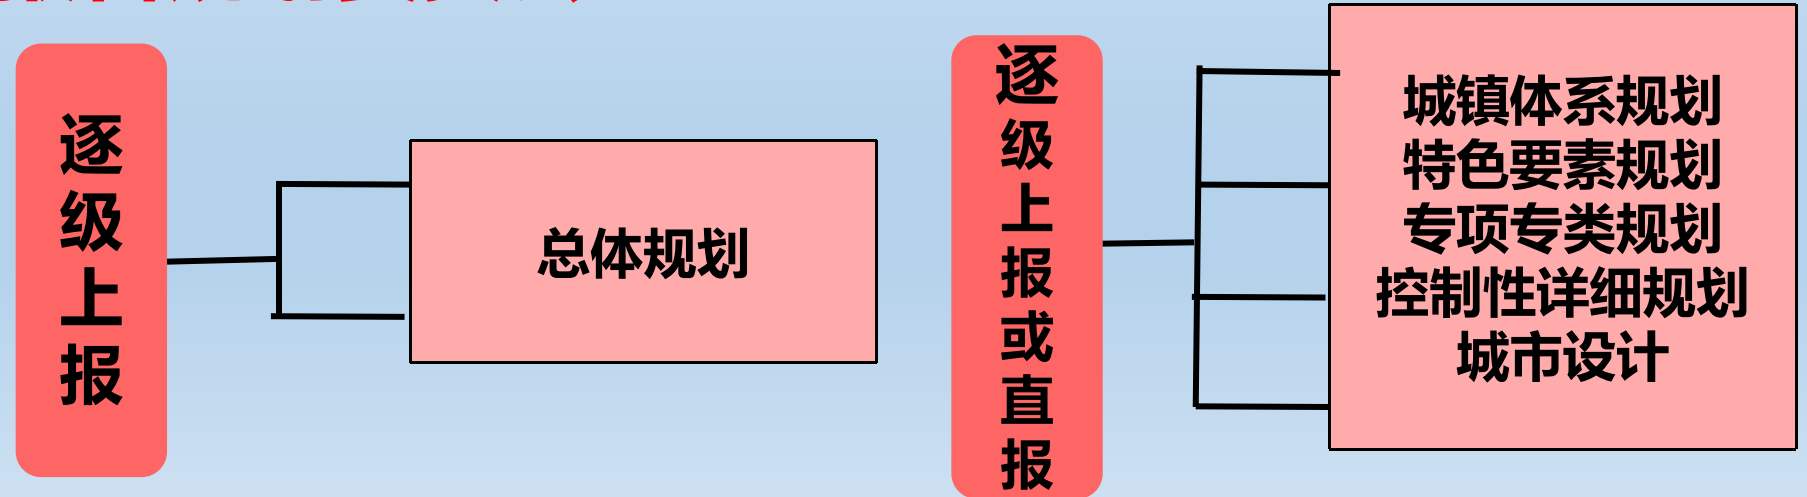 逐级上报
总体规划
逐级上报或直报
城镇体系规划
特色要素规划
专项专类规划
控制性详细规划
城市设计